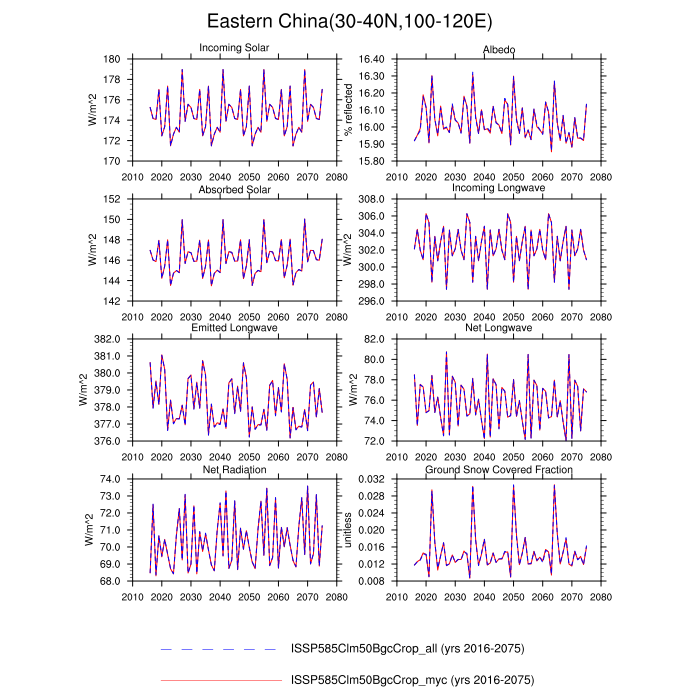 Eastern China(30-40N,100-120E)
Incoming Solar
W/m^2
180
178
176
174
172
170
2010 2020 2030 2040 2050 2060 2070 2080
Albedo
% reflected
16.40
16.30
16.20
16.10
16.00
15.90
15.80
2010 2020 2030 2040 2050 2060 2070 2080
Absorbed Solar
W/m^2
152
150
148
146
144
142
2010 2020 2030 2040 2050 2060 2070 2080
Incoming Longwave
W/m^2
308.0
306.0
304.0
302.0
300.0
298.0
296.0
2010 2020 2030 2040 2050 2060 2070 2080
Emitted Longwave
W/m^2
382.0
381.0
380.0
379.0
378.0
377.0
376.0
2010 2020 2030 2040 2050 2060 2070 2080
Net Longwave
W/m^2
82.0
80.0
78.0
76.0
74.0
72.0
2010 2020 2030 2040 2050 2060 2070 2080
Net Radiation
W/m^2
74.0
73.0
72.0
71.0
70.0
69.0
68.0
2010 2020 2030 2040 2050 2060 2070 2080
Ground Snow Covered Fraction
unitless
0.032
0.028
0.024
0.020
0.016
0.012
0.008
2010 2020 2030 2040 2050 2060 2070 2080
ISSP585Clm50BgcCrop_all (yrs 2016-2075)
ISSP585Clm50BgcCrop_myc (yrs 2016-2075)